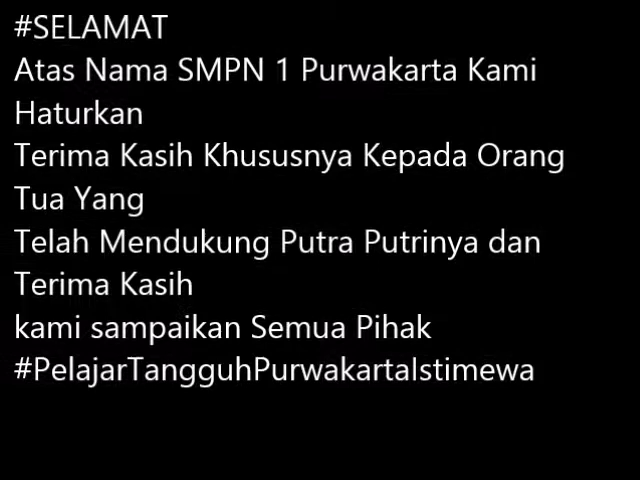 #SELAMAT
Atas Nama SMPN 1 Purwakarta Kami
Haturkan
Terima Kasih Khususnya Kepada Orang
Tua Yang
Telah Mendukung Putra Putrinya dan
Terima Kasih
kami sampaikan Semua Pihak
#PelajarTangguhPurwakartaIstimewa